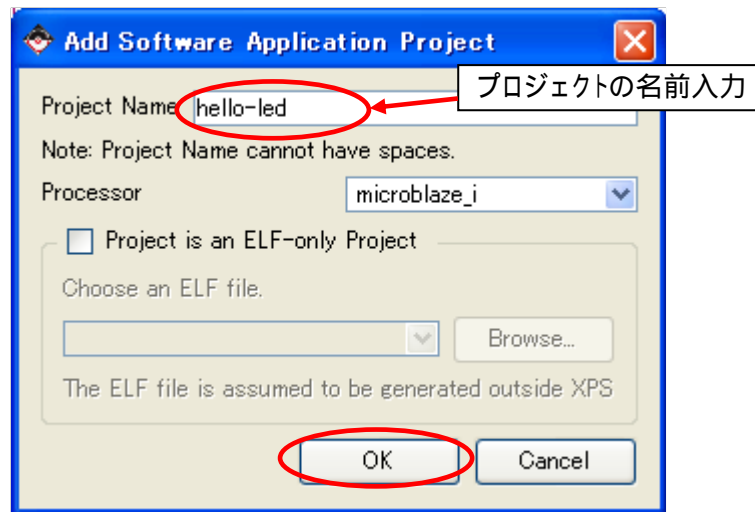 Add Software Application Project
プロジェクトの名前入力
Project Name hello-led
Note: Project Name cannot have spaces.
Processor microblaze_i
Project is an ELF-only Project
Choose an ELF file.
Browse...
The ELF file is assumed to be generated outside XPS
OK Cancel